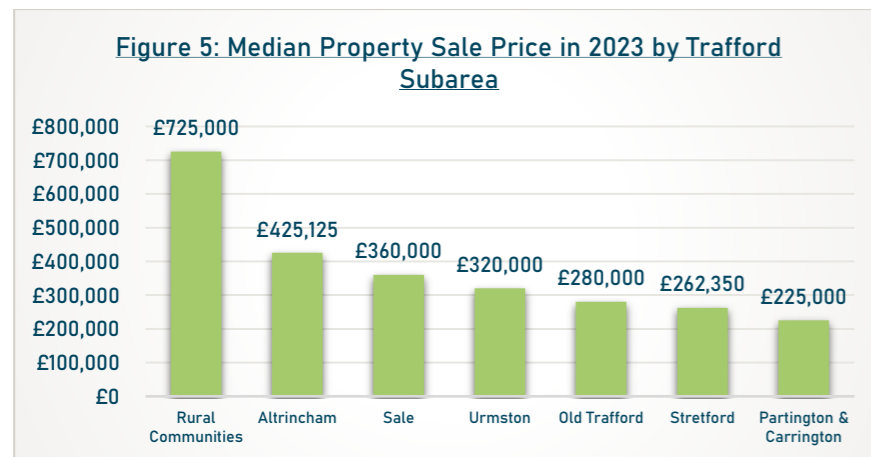 Figure 5: Median Property Sale Price in 2023 by Trafford
Subarea
£800,000
£700,000
£600,000
£500,000
£400,000
£300,000
£200,000
£100,000
£0
£725,000
£425,125
£360,000
£320,000
£280,000
£262,350
£225,000
Rural
Communities
Altrincham
Sale
Urmston
Old Trafford
Stretford
Partington &
Carrington